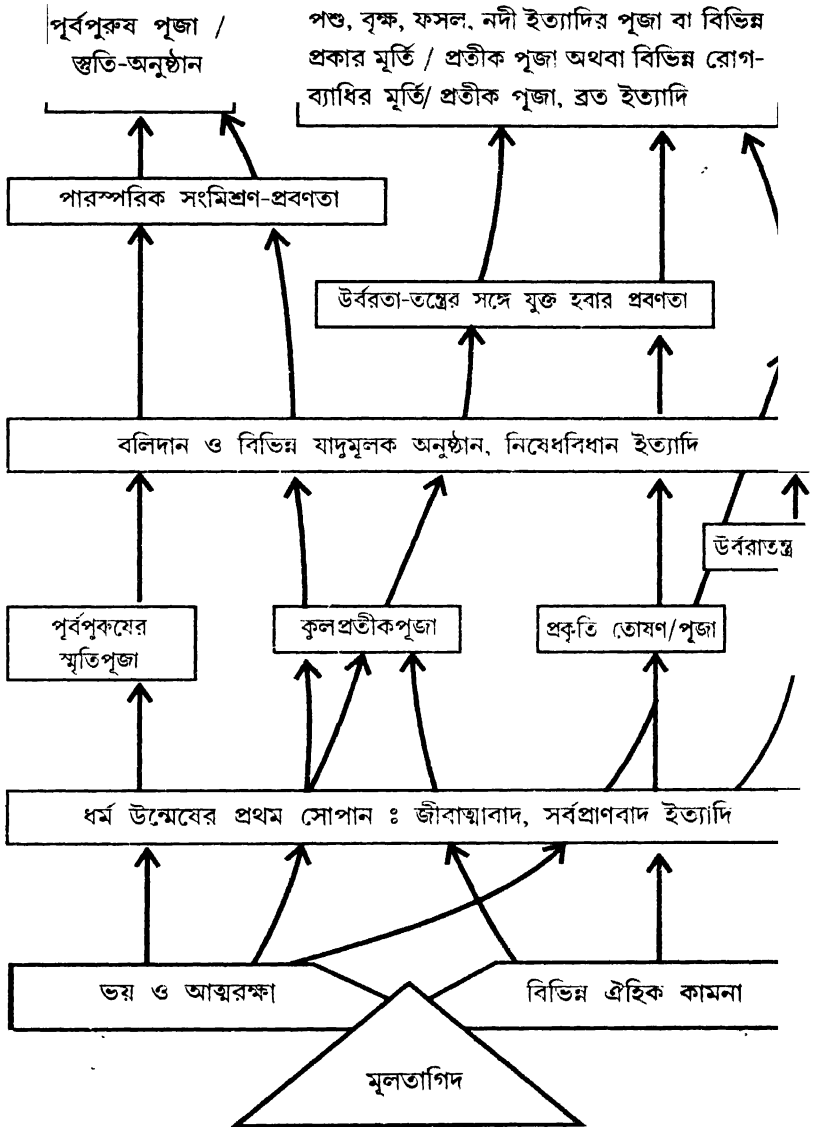 পূর্বপুরুষ পূজা /
স্তুতি-অনুষ্ঠান
পশু, বৃক্ষ, ফসল, নদী ইত্যাদির পূজা বা বিভিন্ন
প্রকার মূর্তি / প্রতীক পূজা অথবা বিভিন্ন রোগ-
ব্যাধির মূর্তি/ প্রতীক পূজা, ব্রত ইত্যাদি
পারস্পরিক সংমিশ্রণ-প্রবণতা
উর্বরতা-তন্ত্রের সঙ্গে যুক্ত হবার প্রবণতা
বলিদান ও বিভিন্ন যাদুমূলক অনুষ্ঠান, নিষেধবিধান ইত্যাদি
উর্বরাতন্ত্র
পূর্বপুরুষের
স্মৃতিপূজা
কুলপ্রতীকপূজা
প্রকৃতি তোষণ/পূজা
ধর্ম উন্মেষের প্রথম সোপান ঃ জীবাত্মাবাদ, সর্বপ্রাণবাদ ইত্যাদি
ভয় ও আত্মরক্ষা
বিভিন্ন ঐহিক কামনা
মূলতাগিদ